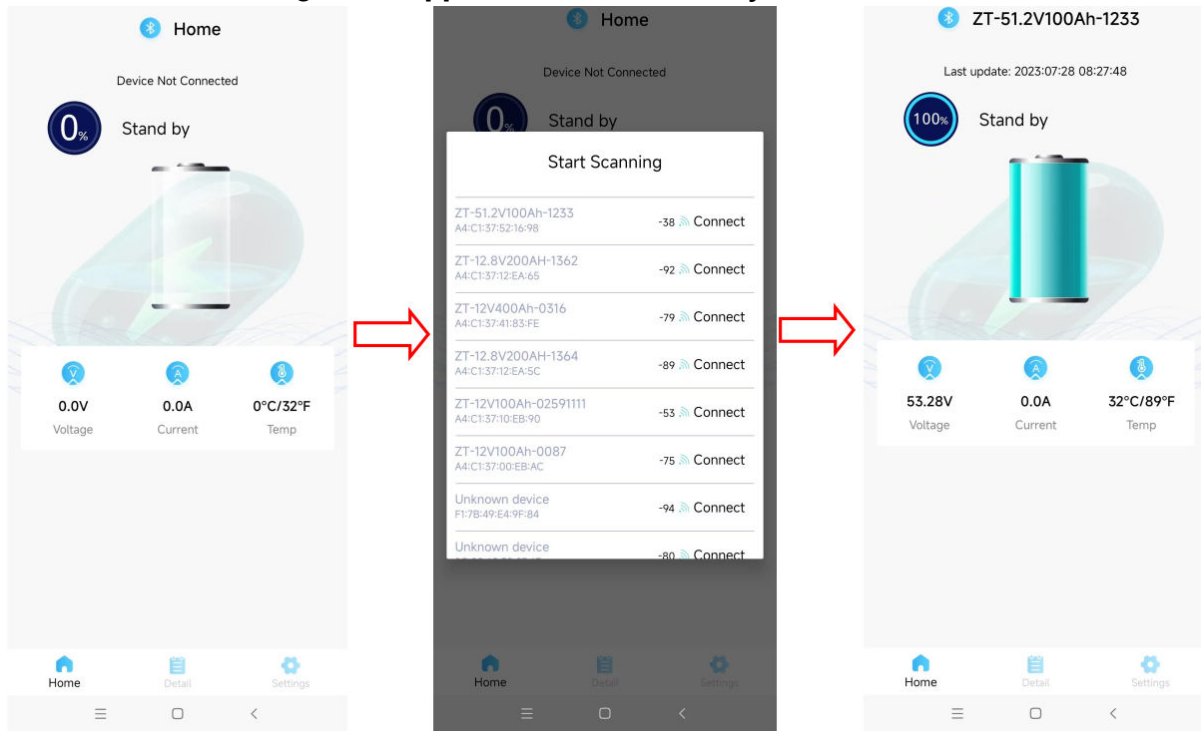 Home
Device Not Connected
0%
Stand by
0.0V
0.0A
0°C/32°F
Voltage
Current
Temp
Home
Detail
Settings
Home
Device Not Connected
0%
Stand by
Start Scanning
ZT-51.2V100Ah-1233
A4:C1:37:52:16:98
-38 Connect
ZT-12.8V200AH-1362
A4:C1:37:12:EA:65
-92 Connect
ZT-12V400Ah-0316
A4:C1:37:41:83:FE
-79 Connect
ZT-12.8V200AH-1364
A4:C1:37:12:EA:5C
-89 Connect
ZT-12V100Ah-02591111
A4:C1:37:10:EB:90
-53 Connect
ZT-12V100Ah-0087
A4:C1:37:00:EB:AC
-75 Connect
Unknown device
F1:7B:49:E4:9F:84
-94 Connect
Unknown device
-80 Connect
Home
Detail
Settings
ZT-51.2V100Ah-1233
Last update: 2023:07:28 08:27:48
100%
Stand by
53.28V
0.0A
32°C/89°F
Voltage
Current
Temp
Home
Detail
Settings